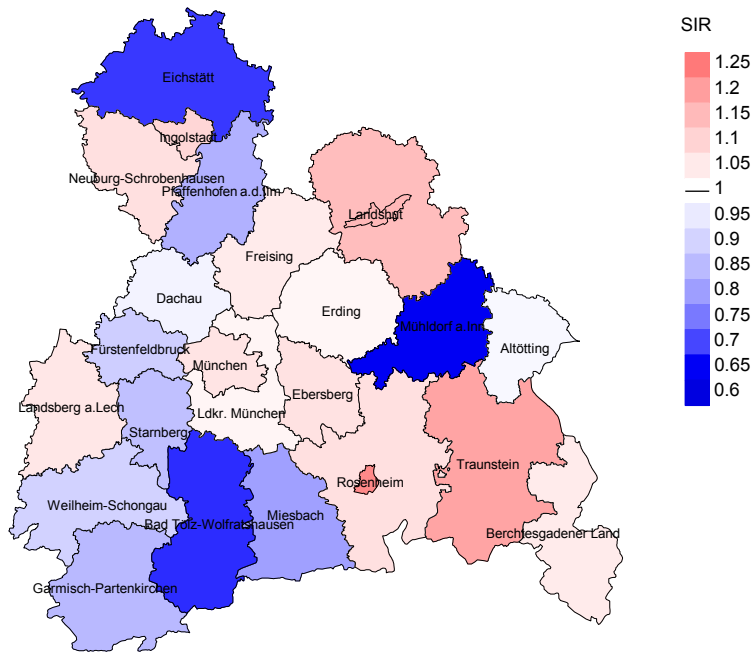 SIR
1.25
1.2
1.15
1.1
1.05
1
0.95
0.9
0.85
0.8
0.75
0.7
0.65
0.6
Eichstätt
Ingolstadt
Neuburg-Schrobenhausen
Pfaffenhofen a.d.Ilm
Landshut
Freising
Dachau
Erding
Mühldorf a.Inn
Altötting
Fürstenfeldbruck
München
Ebersberg
Landsberg a.Lech
Ldkr. München
Starnberg
Traunstein
Rosenheim
Weilheim-Schongau
Miesbach
Bad Tölz-Wolfratshausen
Berchtesgadener Land
Garmisch-Partenkirchen